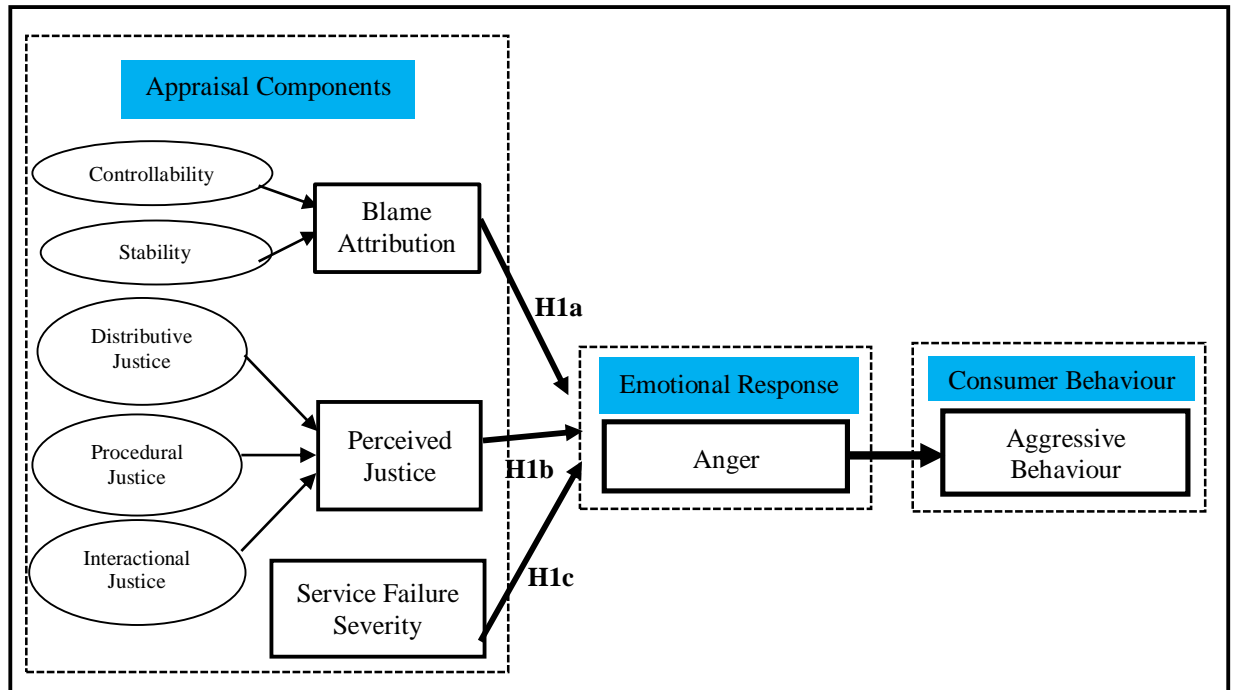 Appraisal Components
Controllability
Blame
Attribution
Stability
H1a
Distributive
Justice
Emotional Response
Consumer Behaviour
Perceived
Justice
Procedural
Justice
Anger
Aggressive
Behaviour
H1b
Interactional
Justice
Service Failure
Severity
H1c